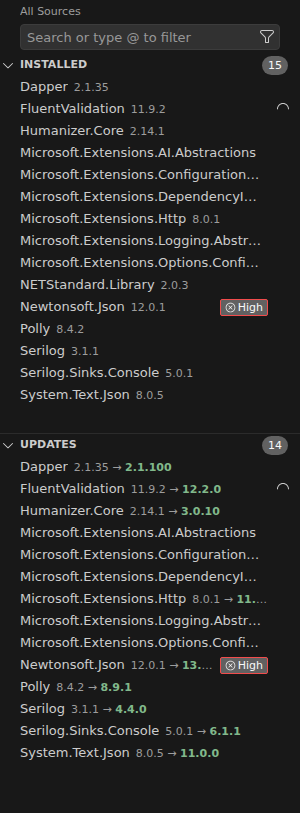 All Sources
Search or type @ to filter
INSTALLED 15
Dapper 2.1.35
FluentValidation 11.9.2
Humanizer.Core 2.14.1
Microsoft.Extensions.AI.Abstractions
Microsoft.Extensions.Configuration...
Microsoft.Extensions.DependencyI...
Microsoft.Extensions.Http 8.0.1
Microsoft.Extensions.Logging.Abstr...
Microsoft.Extensions.Options.Confi...
NETStandard.Library 2.0.3
Newtonsoft.Json 12.0.1 High
Polly 8.4.2
Serilog 3.1.1
Serilog.Sinks.Console 5.0.1
System.Text.Json 8.0.5
UPDATES 14
Dapper 2.1.35 → 2.1.100
FluentValidation 11.9.2 → 12.2.0
Humanizer.Core 2.14.1 → 3.0.10
Microsoft.Extensions.AI.Abstractions
Microsoft.Extensions.Configuration...
Microsoft.Extensions.DependencyI...
Microsoft.Extensions.Http 8.0.1 → 11....
Microsoft.Extensions.Logging.Abstr...
Microsoft.Extensions.Options.Confi...
Newtonsoft.Json 12.0.1 → 13.... High
Polly 8.4.2 → 8.9.1
Serilog 3.1.1 → 4.4.0
Serilog.Sinks.Console 5.0.1 → 6.1.1
System.Text.Json 8.0.5 → 11.0.0